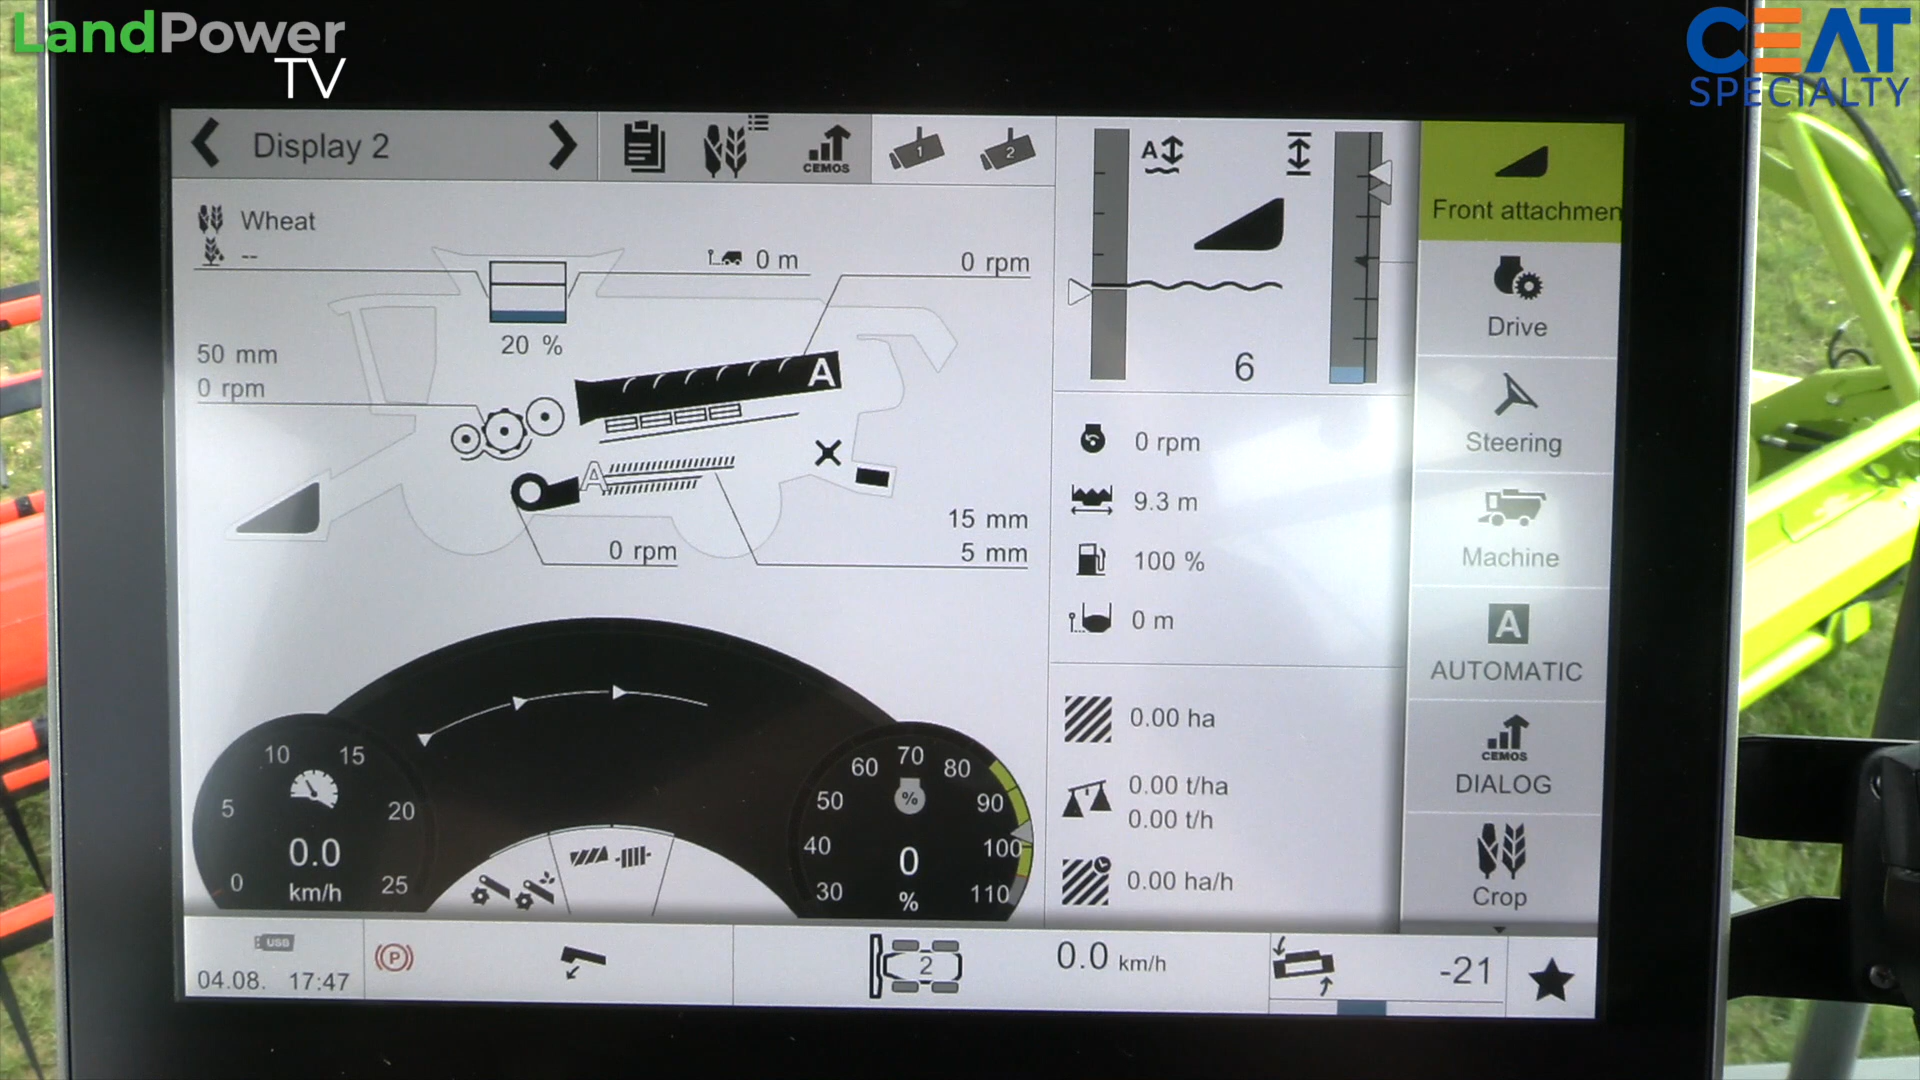 LandPower
TV
CEAT
SPECIALTY
Display 2
CEMOS
1
2
Wheat
--
0 m
0 rpm
20 %
50 mm
0 rpm
A
A
15 mm
5 mm
0 rpm
A
6
0 rpm
9.3 m
100 %
0 m
0.00 ha
0.00 t/ha
0.00 t/h
0.00 ha/h
Front attachmen
Drive
Steering
Machine
A
AUTOMATIC
CEMOS
DIALOG
Crop
0
5
10
15
20
25
0.0
km/h
30
40
50
60
70
80
90
100
110
%
0
%
USB
04.08. 17:47
P
2
0.0 km/h
-21